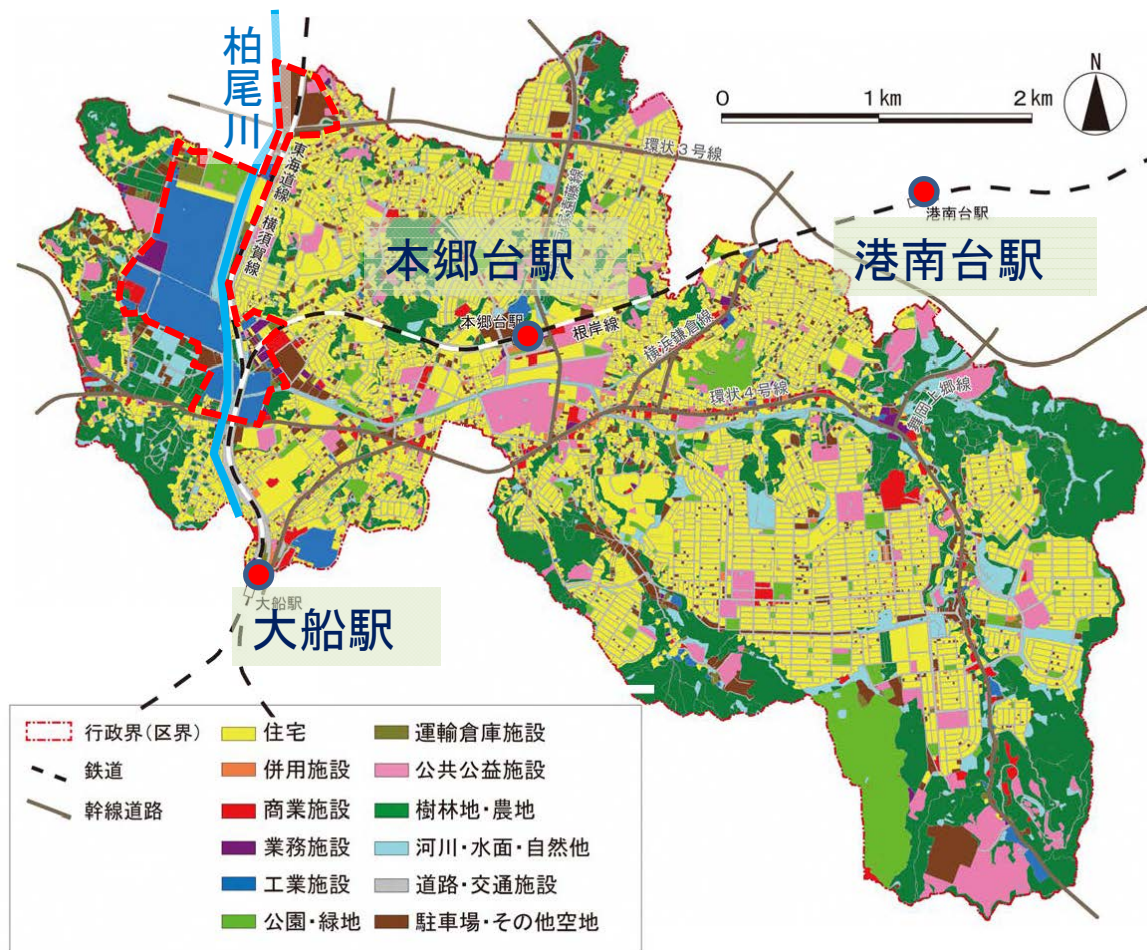 柏尾川
N
0 1km 2km
環状3号線
東海道線・横須賀線
港南台駅
本郷台駅
港南台駅
本郷台駅
根岸線
横浜鎌倉線
環状4号線
舞岡上郷線
大船駅
大船駅
行政界(区界)
住宅
運輸倉庫施設
鉄道
併用施設
公共公益施設
幹線道路
商業施設
樹林地・農地
業務施設
河川・水面・自然他
工業施設
道路・交通施設
公園・緑地
駐車場・その他空地